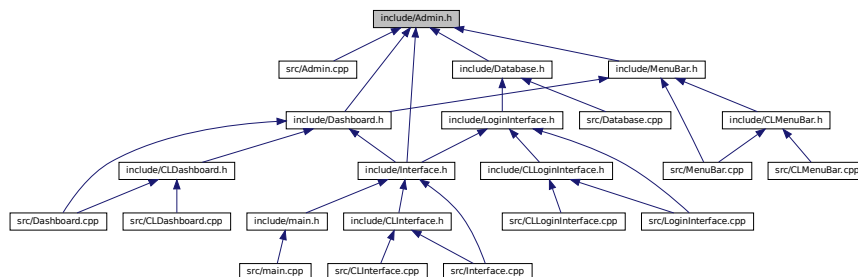 include/Admin.h
src/Admin.cpp
include/Database.h
include/MenuBar.h
include/Dashboard.h
include/LoginInterface.h
src/Database.cpp
include/CLMenuBar.h
include/CLDashboard.h
include/Interface.h
include/CLLoginInterface.h
src/MenuBar.cpp
src/CLMenuBar.cpp
src/Dashboard.cpp
src/CLDashboard.cpp
include/main.h
include/CLInterface.h
src/CLLoginInterface.cpp
src/LoginInterface.cpp
src/main.cpp
src/CLInterface.cpp
src/Interface.cpp